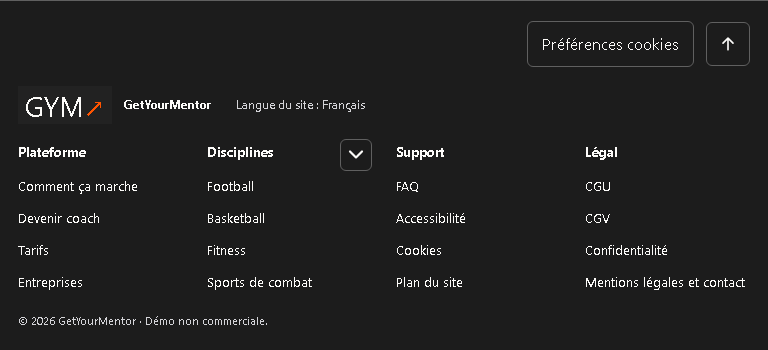 Préférences cookies
GYM
GetYourMentor
Langue du site : Français
Plateforme
Comment ça marche
Devenir coach
Tarifs
Entreprises
Disciplines
Football
Basketball
Fitness
Sports de combat
Support
FAQ
Accessibilité
Cookies
Plan du site
Légal
CGU
CGV
Confidentialité
Mentions légales et contact
© 2026 GetYourMentor · Démo non commerciale.